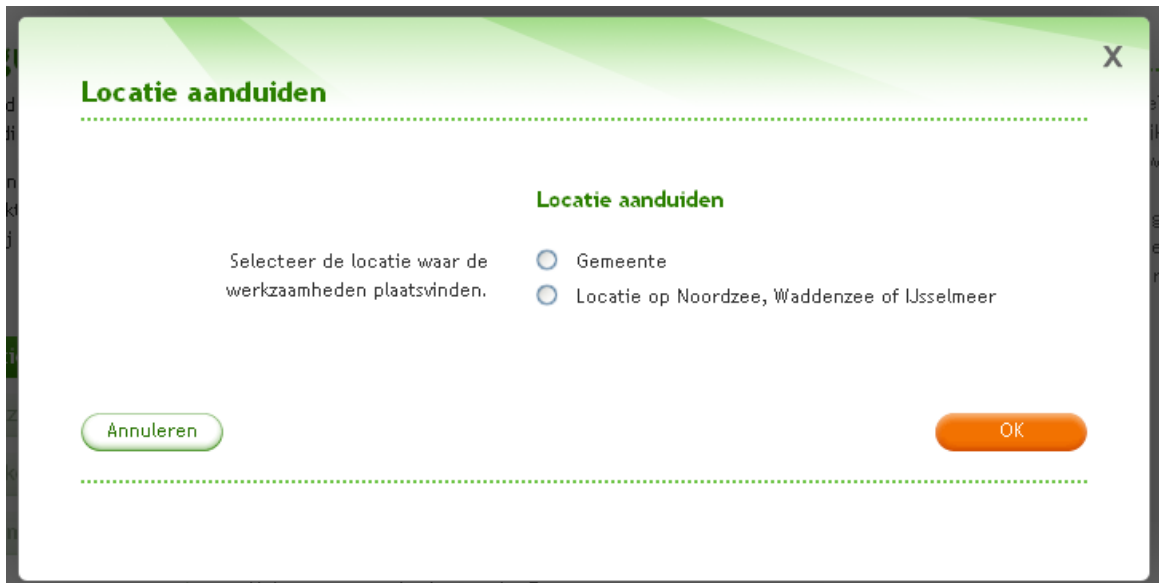 X
Locatie aanduiden
Locatie aanduiden
Selecteer de locatie waar de
werkzaamheden plaatsvinden.
Gemeente
Locatie op Noordzee, Waddenzee of IJsselmeer
Annuleren
OK